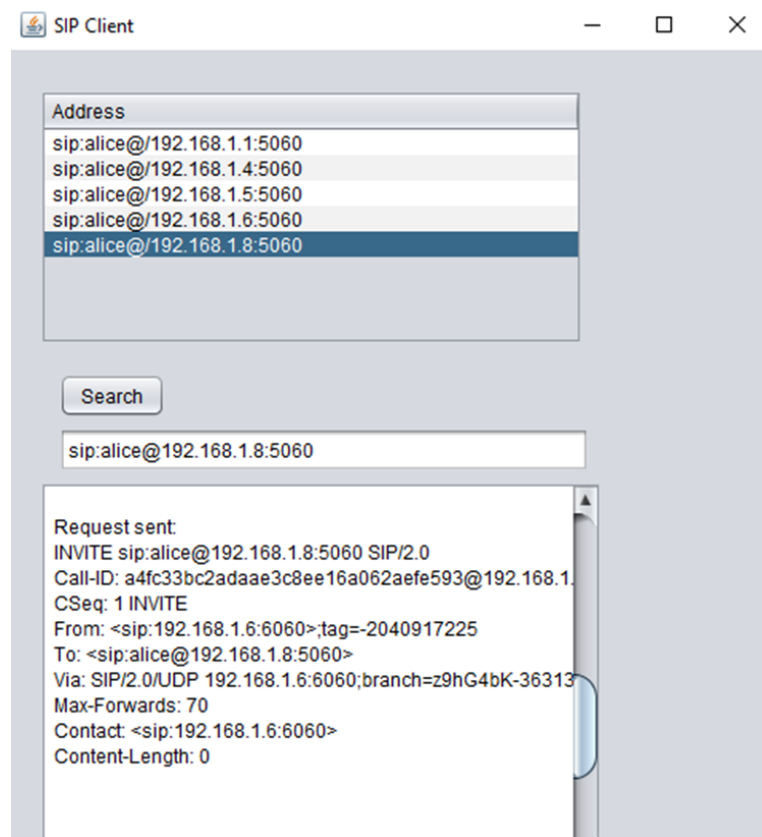 SIP Client
Address
sip:alice@/192.168.1.1:5060
sip:alice@/192.168.1.4:5060
sip:alice@/192.168.1.5:5060
sip:alice@/192.168.1.6:5060
sip:alice@/192.168.1.8:5060
Search
sip:alice@192.168.1.8:5060
Request sent:
INVITE sip:alice@192.168.1.8:5060 SIP/2.0
Call-ID: a4fc33bc2adaae3c8ee16a062aefe593@192.168.1.
CSeq: 1 INVITE
From: <sip:192.168.1.6:6060>;tag=-2040917225
To: <sip:alice@192.168.1.8:5060>
Via: SIP/2.0/UDP 192.168.1.6:6060;branch=z9hG4bK-36313
Max-Forwards: 70
Contact: <sip:192.168.1.6:6060>
Content-Length: 0